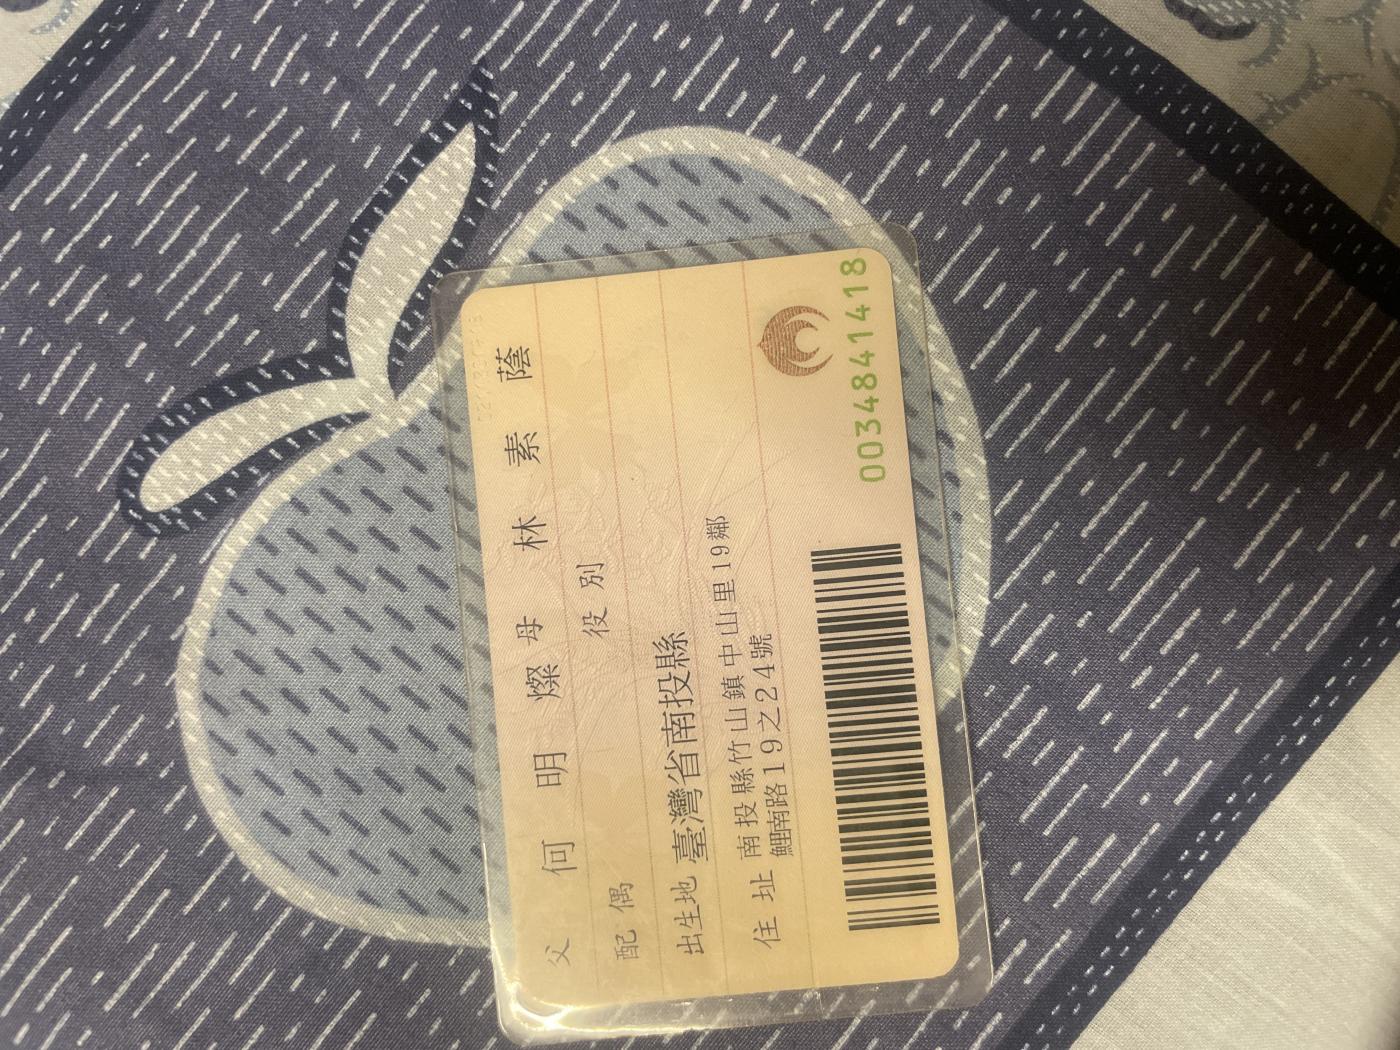 父 何明燦 母 林素蔭
配偶 役別
出生地 臺灣省南投縣
住址 南投縣竹山鎮中山里19鄰
鯉南路19之24號
0034841418